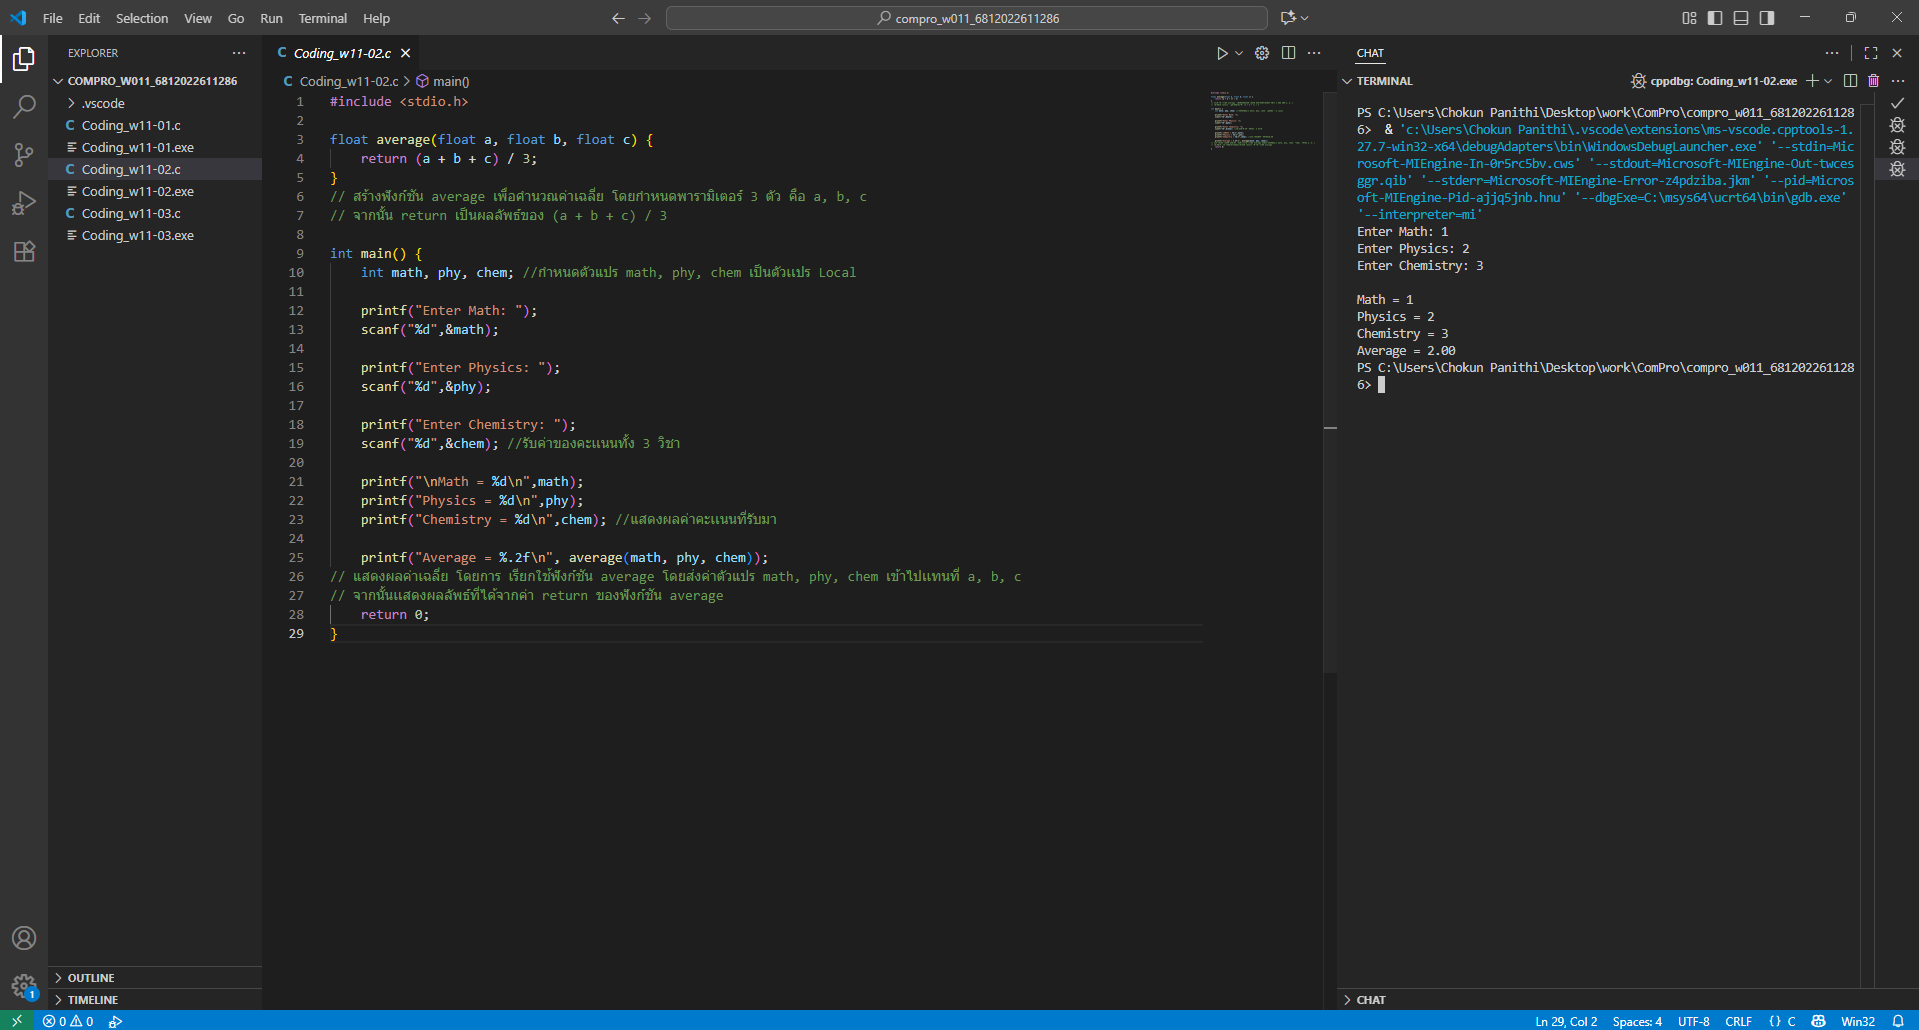 File Edit Selection View Go Run Terminal Help
compro_w011_6812022611286
EXPLORER
COMPRO_W011_6812022611286
.vscode
C Coding_w11-01.c
Coding_w11-01.exe
C Coding_w11-02.c
Coding_w11-02.exe
C Coding_w11-03.c
Coding_w11-03.exe
OUTLINE
TIMELINE
C Coding_w11-02.c
C Coding_w11-02.c > main()
1 #include <stdio.h>
2
3 float average(float a, float b, float c) {
4     return (a + b + c) / 3;
5 }
6 // สร้างฟังก์ชัน average เพื่อคำนวณค่าเฉลี่ย โดยกำหนดพารามิเตอร์ 3 ตัว คือ a, b, c
7 // จากนั้น return เป็นผลลัพธ์ของ (a + b + c) / 3
8
9 int main() {
10     int math, phy, chem; //กำหนดตัวแปร math, phy, chem เป็นตัวแปร Local
11
12     printf("Enter Math: ");
13     scanf("%d",&math);
14
15     printf("Enter Physics: ");
16     scanf("%d",&phy);
17
18     printf("Enter Chemistry: ");
19     scanf("%d",&chem); //รับค่าของคะแนนทั้ง 3 วิชา
20
21     printf("\nMath = %d\n",math);
22     printf("Physics = %d\n",phy);
23     printf("Chemistry = %d\n",chem); //แสดงผลค่าคะแนนที่รับมา
24
25     printf("Average = %.2f\n", average(math, phy, chem));
26 // แสดงผลค่าเฉลี่ย โดยการ เรียกใช้ฟังก์ชัน average โดยส่งค่าตัวแปร math, phy, chem เข้าไปแทนที่ a, b, c
27 // จากนั้นแสดงผลลัพธ์ที่ได้จากค่า return ของฟังก์ชัน average
28     return 0;
29 }
CHAT
TERMINAL
cppdbg: Coding_w11-02.exe
PS C:\Users\Chokun Panithi\Desktop\work\ComPro\compro_w011_681202261128
6>  & 'c:\Users\Chokun Panithi\.vscode\extensions\ms-vscode.cpptools-1.
27.7-win32-x64\debugAdapters\bin\WindowsDebugLauncher.exe' '--stdin=Mic
rosoft-MIEngine-In-0r5rc5bv.cws' '--stdout=Microsoft-MIEngine-Out-twces
ggr.qib' '--stderr=Microsoft-MIEngine-Error-z4pdziba.jkm' '--pid=Micros
oft-MIEngine-Pid-ajjq5jnb.hnu' '--dbgExe=C:\msys64\ucrt64\bin\gdb.exe'
'--interpreter=mi'
Enter Math: 1
Enter Physics: 2
Enter Chemistry: 3
Math = 1
Physics = 2
Chemistry = 3
Average = 2.00
PS C:\Users\Chokun Panithi\Desktop\work\ComPro\compro_w011_681202261128
6>
CHAT
1
0 0
Ln 29, Col 2 Spaces: 4 UTF-8 CRLF {} C Win32